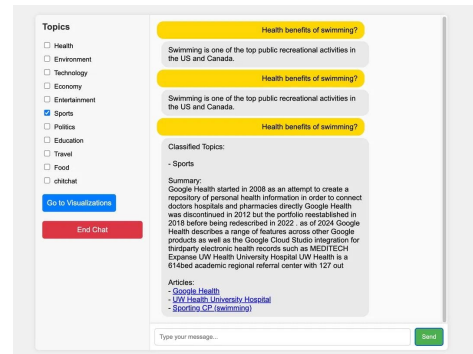 Topics
Health
Environment
Technology
Economy
Entertainment
Sports
Politics
Education
Travel
Food
chitchat
Go to Visualizations
End Chat
Health benefits of swimming?
Swimming is one of the top public recreational activities in
the US and Canada.
Health benefits of swimming?
Swimming is one of the top public recreational activities in
the US and Canada.
Health benefits of swimming?
Classified Topics:
- Sports
Summary:
Google Health started in 2008 as an attempt to create a
repository of personal health information in order to connect
doctors hospitals and pharmacies directly Google Health
was discontinued in 2012 but the portfolio reestablished in
2018 before being redescribed in 2022 . as of 2024 Google
Health describes a range of features across other Google
products as well as the Google Cloud Studio integration for
thirdparty electronic health records such as MEDITECH
Expanse UW Health University Hospital UW Health is a
614bed academic regional referral center with 127 out
Articles:
- Google Health
- UW Health University Hospital
- Sporting CP (swimming)
Type your message...
Send